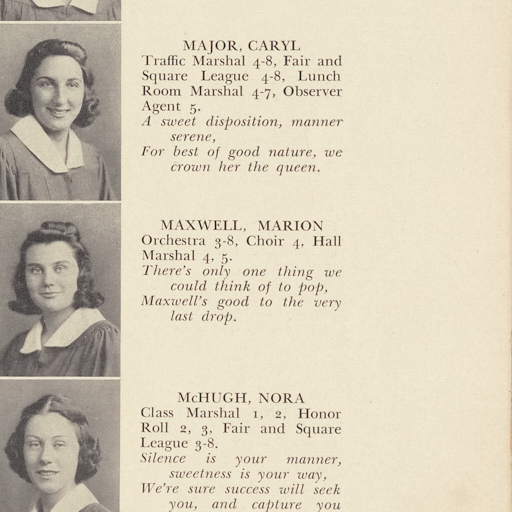 MAJOR, CARYL
Traffic Marshal 4-8, Fair and
Square League 4-8, Lunch
Room Marshal 4-7, Observer
Agent 5.
A sweet disposition, manner
serene,
For best of good nature, we
crown her the queen.
MAXWELL, MARION
Orchestra 3-8, Choir 4, Hall
Marshal 4, 5.
There's only one thing we
could think of to pop,
Maxwell's good to the very
last drop.
McHUGH, NORA
Class Marshal 1, 2, Honor
Roll 2, 3, Fair and Square
League 3-8.
Silence is your manner,
sweetness is your way,
We're sure success will seek
you, and capture you